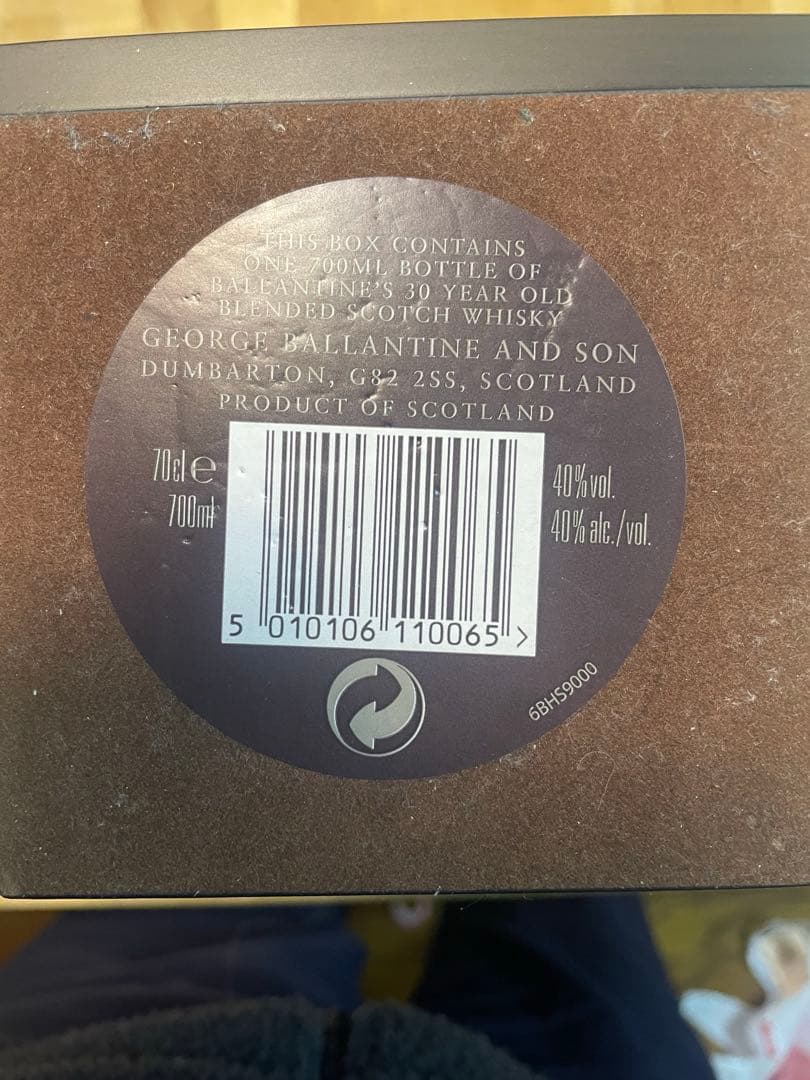 THIS BOX CONTAINS
ONE 700ML BOTTLE OF
BALLANTINE'S 30 YEAR OLD
BLENDED SCOTCH WHISKY
GEORGE BALLANTINE AND SON
DUMBARTON, G82 2SS, SCOTLAND
PRODUCT OF SCOTLAND
70cl e
700ml
40%vol.
40% alc./vol.
5 010106 110065 >
6BHS9000